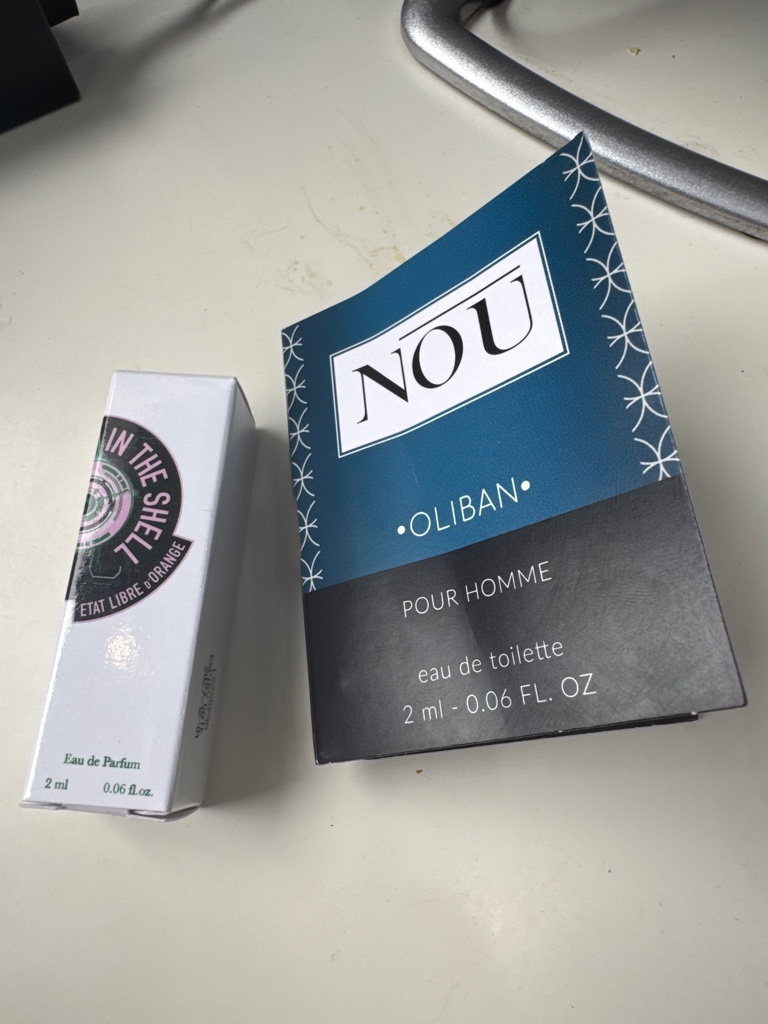 IN THE SHELL
ETAT LIBRE D'ORANGE
Eau de Parfum
2 ml 0.06 fl.oz.
NOU
•OLIBAN•
POUR HOMME
eau de toilette
2 ml - 0.06 FL. OZ